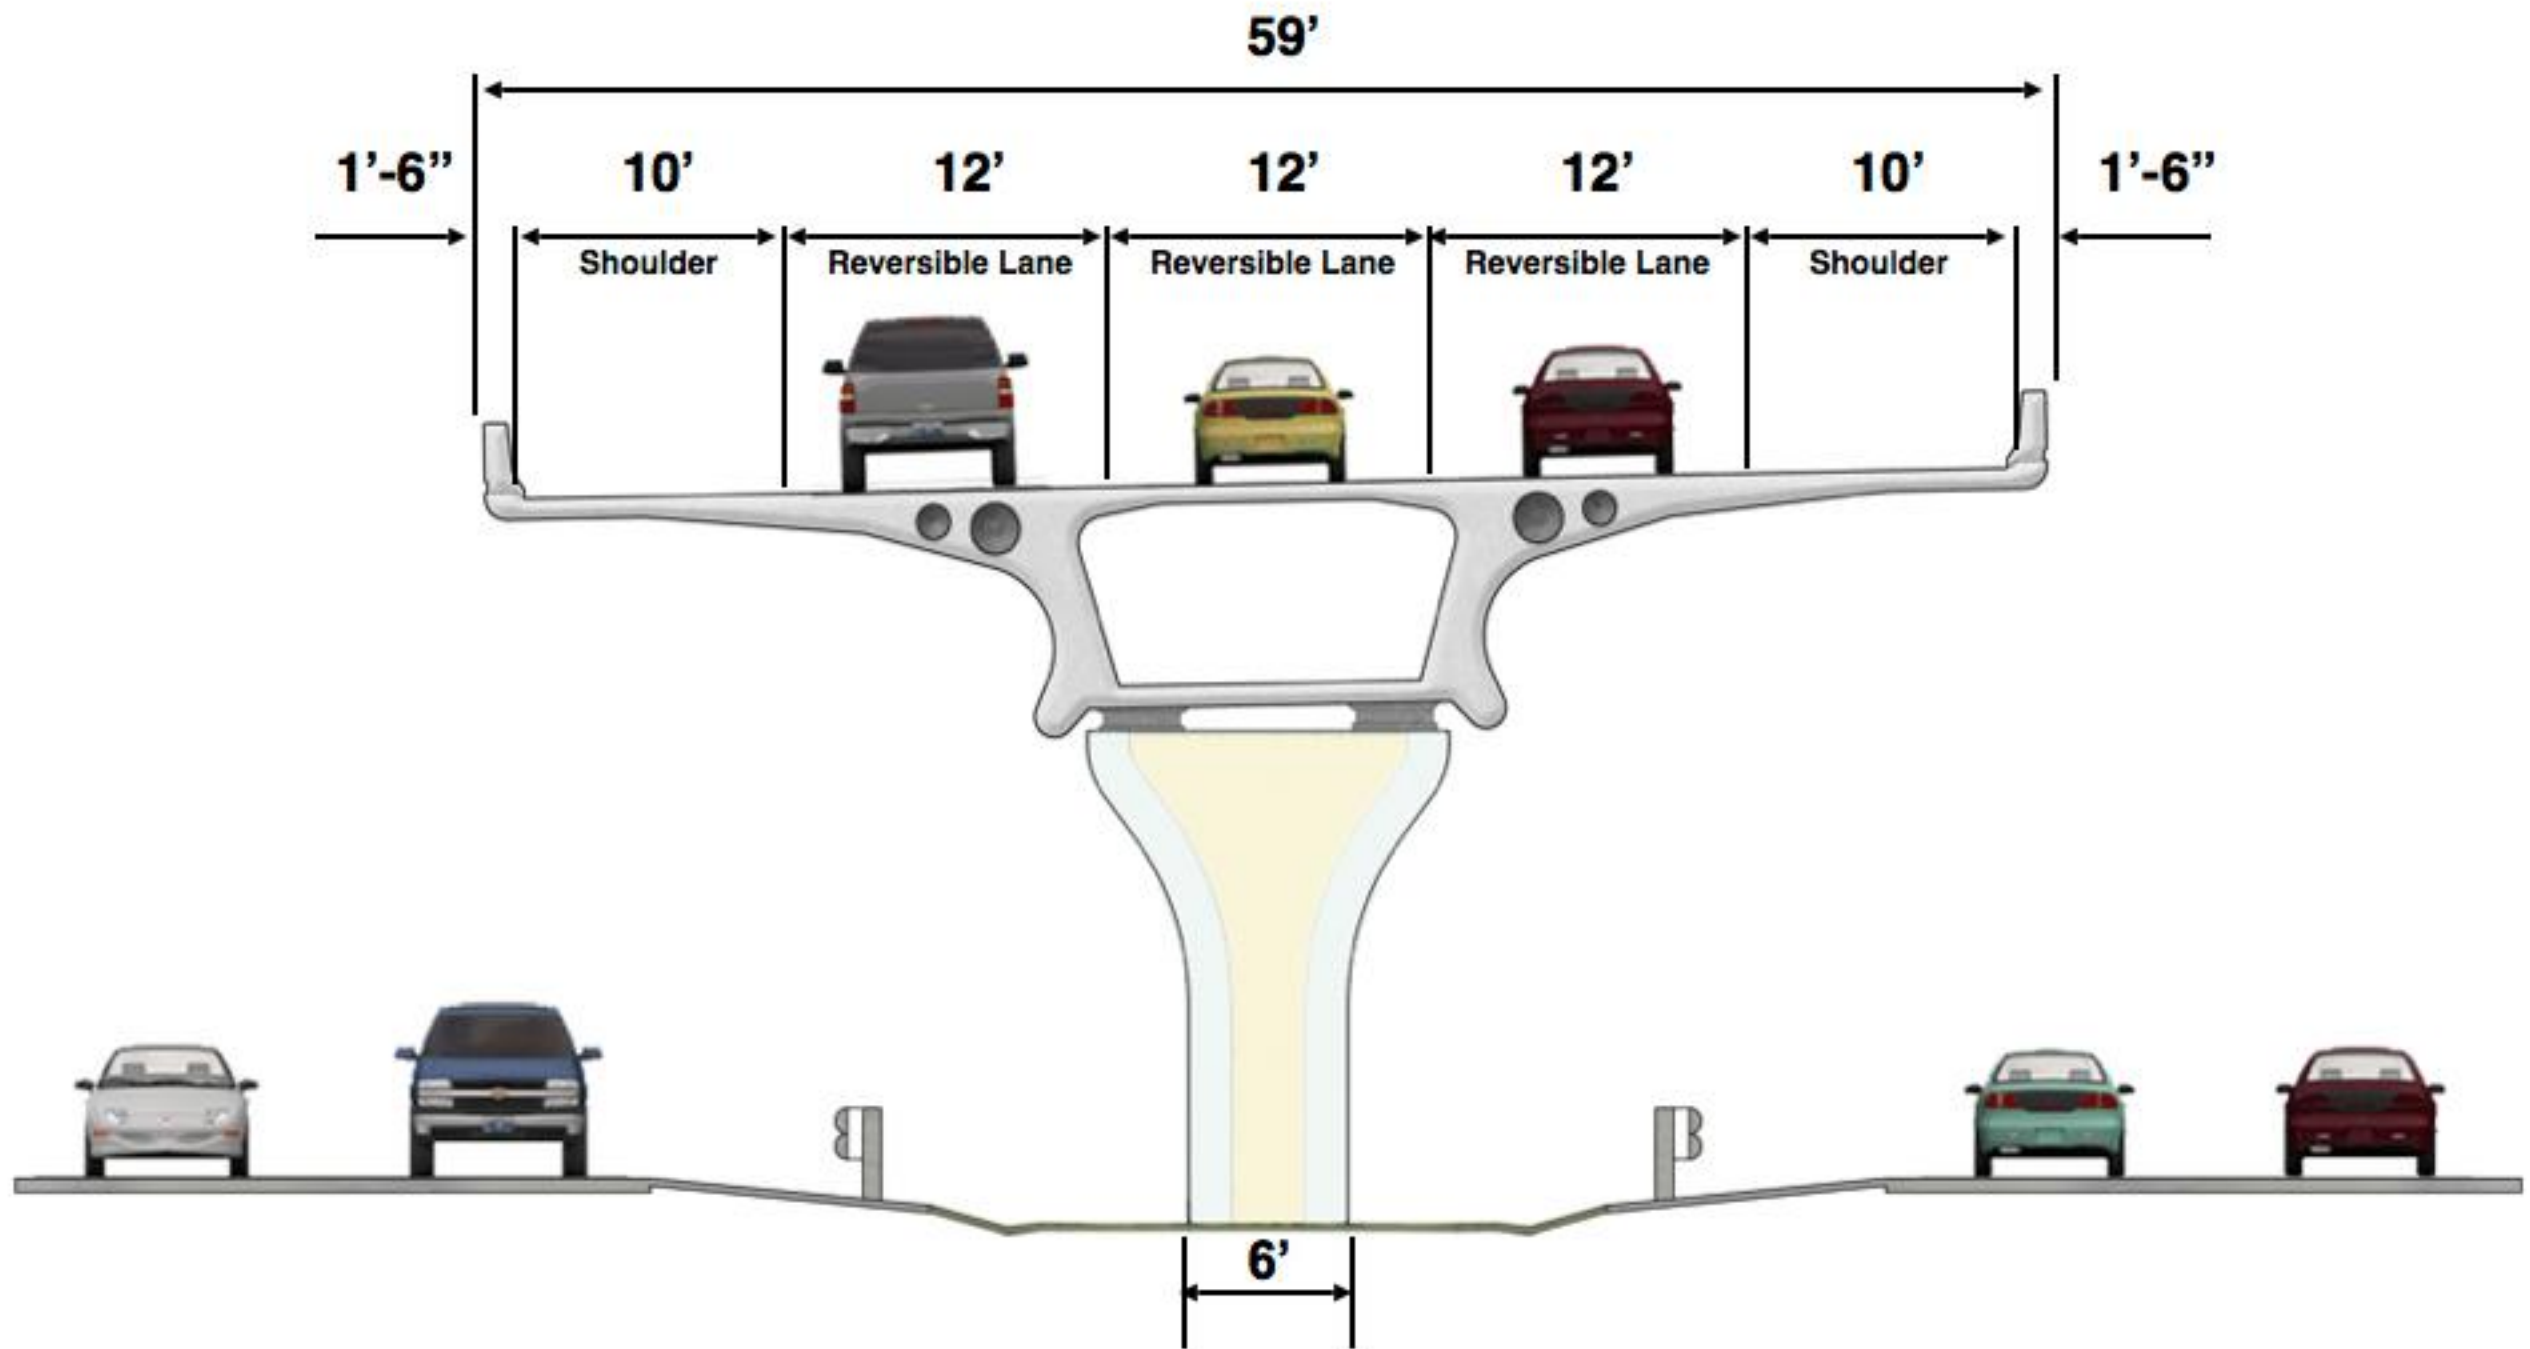 59’
1’-6” 10’ 12’ 12’ 12’ 10’ 1’-6”
Shoulder Reversible Lane Reversible Lane Reversible Lane Shoulder
6’